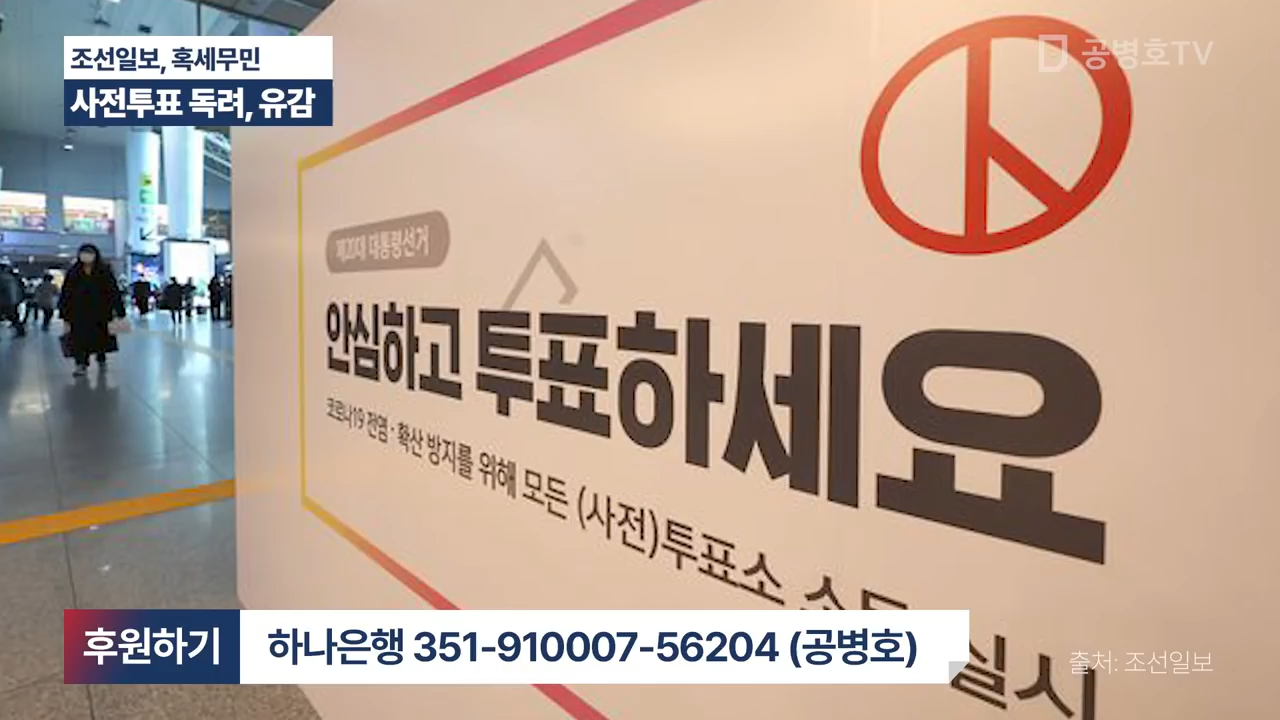 조선일보, 혹세무민
사전투표 독려, 유감
공병호TV
제20대 대통령선거
안심하고 투표하세요
코로나19 전염·확산 방지를 위해 모든 (사전)투표소 소독 실시
후원하기
하나은행 351-910007-56204 (공병호)
출처: 조선일보